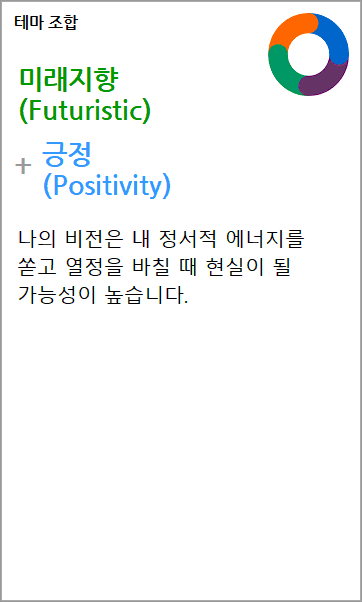 테마 조합
미래지향
(Futuristic)
+ 긍정
(Positivity)
나의 비전은 내 정서적 에너지를
쏟고 열정을 바칠 때 현실이 될
가능성이 높습니다.